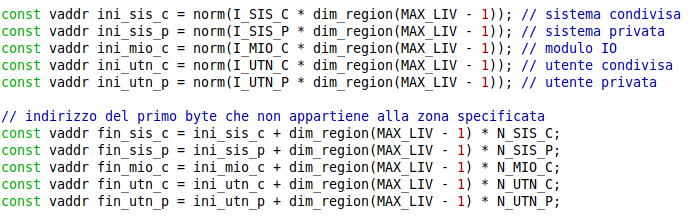 const vaddr ini_sis_c = norm(I_SIS_C * dim_region(MAX_LIV - 1)); // sistema condivisa
const vaddr ini_sis_p = norm(I_SIS_P * dim_region(MAX_LIV - 1)); // sistema privata
const vaddr ini_mio_c = norm(I_MIO_C * dim_region(MAX_LIV - 1)); // modulo IO
const vaddr ini_utn_c = norm(I_UTN_C * dim_region(MAX_LIV - 1)); // utente condivisa
const vaddr ini_utn_p = norm(I_UTN_P * dim_region(MAX_LIV - 1)); // utente privata

// indirizzo del primo byte che non appartiene alla zona specificata
const vaddr fin_sis_c = ini_sis_c + dim_region(MAX_LIV - 1) * N_SIS_C;
const vaddr fin_sis_p = ini_sis_p + dim_region(MAX_LIV - 1) * N_SIS_P;
const vaddr fin_mio_c = ini_mio_c + dim_region(MAX_LIV - 1) * N_MIO_C;
const vaddr fin_utn_c = ini_utn_c + dim_region(MAX_LIV - 1) * N_UTN_C;
const vaddr fin_utn_p = ini_utn_p + dim_region(MAX_LIV - 1) * N_UTN_P;